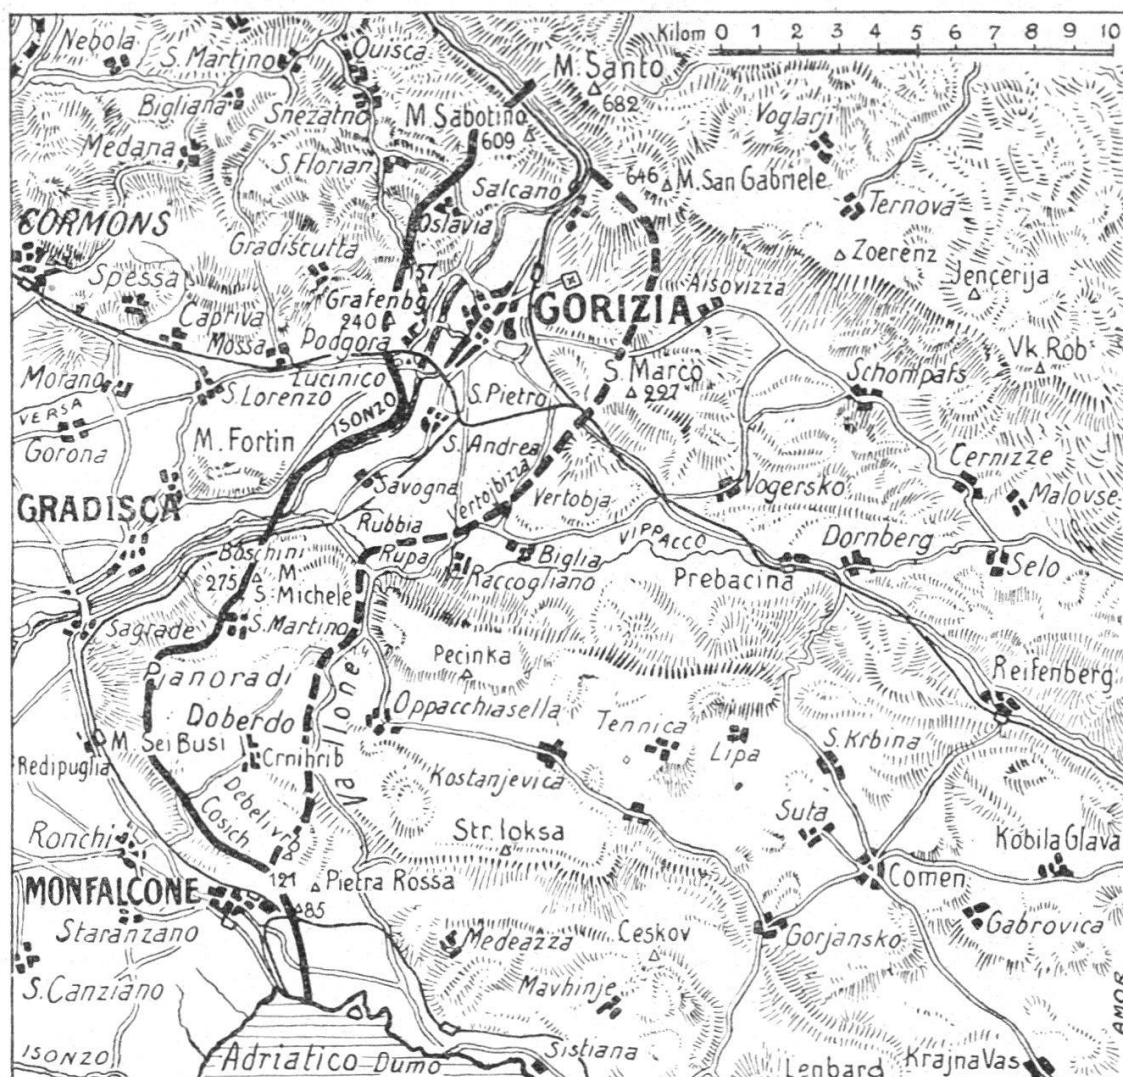 Kilom 0 1 2 3 4 5 6 7 8 9 10
Nebola
S. Martino
Quisca
M. Santo
682
Bigliana
Snezatno
M. Sabotino
609
Voglarji
Medana
S. Florian
Salcano
646
M. San Gabriele
Ternova
CORMONS
Oslavia
Gradiscutta
Zoerenz
Spessa
157
Jencerija
Grafenbg.
240
GORIZIA
Aisovizza
Capriva
Podgora
Mossa
Vk. Rob
Morano
Lucinico
S. Marco
227
Schompass
S. Lorenzo
S. Pietro
VERSA
ISONZO
Gorona
M. Fortin
S. Andrea
Cernizze
GRADISCA
Savogna
Vertoibizza
Vertobja
Vogersko
Malovse
Rubbia
VIPPACCO
Boschini
Rupa
Biglia
Dornberg
275
M.
S. Michele
Raccogliano
Prebacina
Selo
Sagrade
S. Martino
Pianoradi
Pecinka
Reifenberg
Doberdo
Vallone
Oppacchiasella
Tennica
Lipa
S. Krbina
M. Sei Busi
Crnihrib
Redipuglia
Kostanjevica
Debelivrb
Cosich
Suta
Ronchi
Str. loksa
Kobila Glava
121
MONFALCONE
Pietra Rossa
Comen
85
Staranzano
Medeazza
Ceskov
Gorjansko
Gabrovica
S. Canziano
Mavhinje
AMOR
ISONZO
Adriatico
Duino
Sistiana
Lenbard
Krajna Vas